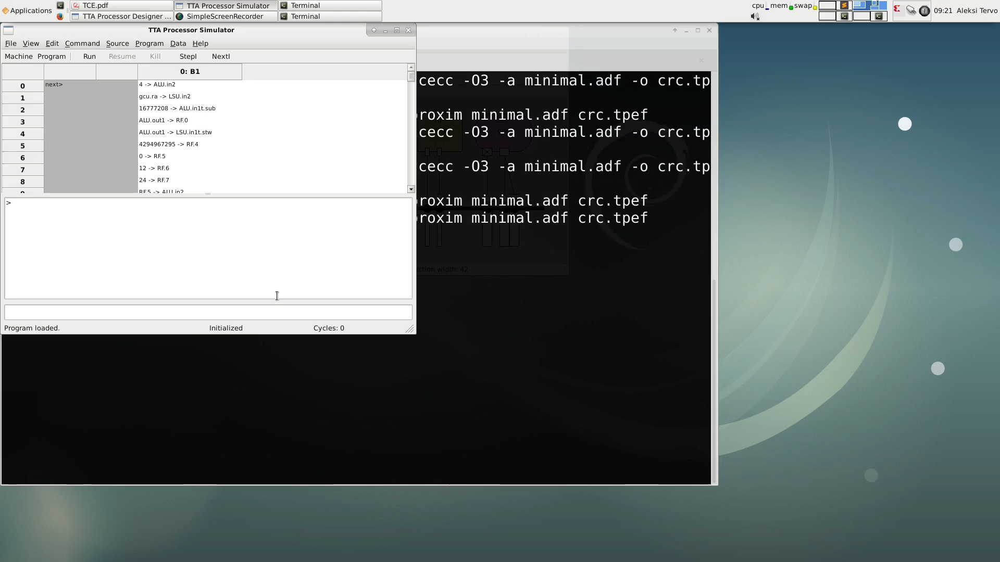 Applications
TCE.pdf
TTA Processor Simulator
Terminal
TTA Processor Designer ...
SimpleScreenRecorder
Terminal
cpu mem swap
09:21 Aleksi Tervo
TTA Processor Simulator
File View Edit Command Source Program Data Help
Machine Program Run Resume Kill StepI NextI
0: B1
0 next> 4 -> ALU.in2
1 gcu.ra -> LSU.in2
2 16777208 -> ALU.in1t.sub
3 ALU.out1 -> RF.0
4 ALU.out1 -> LSU.in1t.stw
5 4294967295 -> RF.4
6 0 -> RF.5
7 12 -> RF.6
8 24 -> RF.7
RF.5 -> ALU.in2
>
Program loaded. Initialized Cycles: 0
cecc -O3 -a minimal.adf -o crc.tp
roxim minimal.adf crc.tpef
cecc -O3 -a minimal.adf -o crc.tp
cecc -O3 -a minimal.adf -o crc.tp
roxim minimal.adf crc.tpef
roxim minimal.adf crc.tpef
ction width: 42